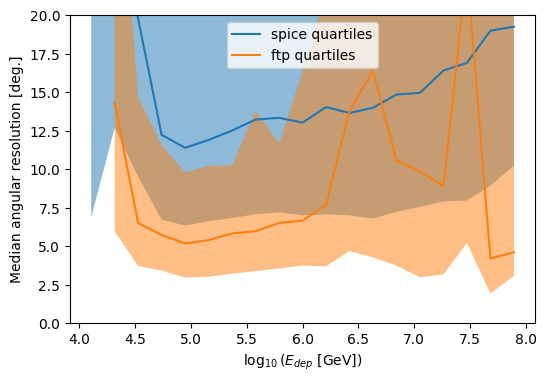 20.0
17.5
15.0
12.5
10.0
7.5
5.0
2.5
0.0
Median angular resolution [deg.]
spice quartiles
ftp quartiles
4.0 4.5 5.0 5.5 6.0 6.5 7.0 7.5 8.0
log₁₀(E_dep [GeV])